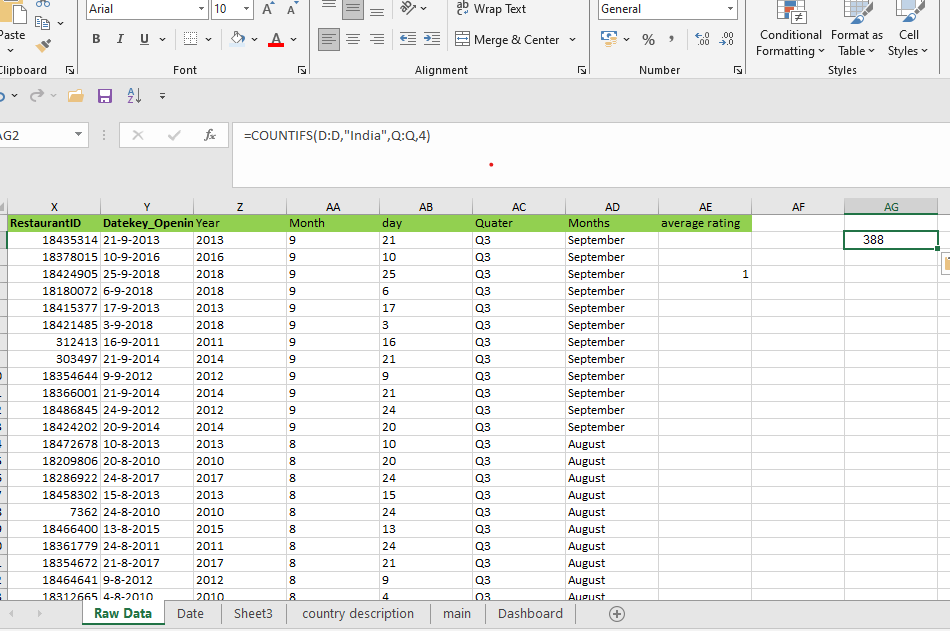 Arial 10 A A Wrap Text General
Paste B I U A Merge & Center % , Conditional Formatting Format as Table Cell Styles
Clipboard Font Alignment Number Styles
AG2 fx =COUNTIFS(D:D,"India",Q:Q,4)
X Y Z AA AB AC AD AE AF AG
RestaurantID Datekey_Openin Year Month day Quater Months average rating
18435314 21-9-2013 2013 9 21 Q3 September 388
18378015 10-9-2016 2016 9 10 Q3 September
18424905 25-9-2018 2018 9 25 Q3 September 1
18180072 6-9-2018 2018 9 6 Q3 September
18415377 17-9-2013 2013 9 17 Q3 September
18421485 3-9-2018 2018 9 3 Q3 September
312413 16-9-2011 2011 9 16 Q3 September
303497 21-9-2014 2014 9 21 Q3 September
18354644 9-9-2012 2012 9 9 Q3 September
18366001 21-9-2014 2014 9 21 Q3 September
18486845 24-9-2012 2012 9 24 Q3 September
18424202 20-9-2014 2014 9 20 Q3 September
18472678 10-8-2013 2013 8 10 Q3 August
18209806 20-8-2010 2010 8 20 Q3 August
18286922 24-8-2017 2017 8 24 Q3 August
18458302 15-8-2013 2013 8 15 Q3 August
7362 24-8-2010 2010 8 24 Q3 August
18466400 13-8-2015 2015 8 13 Q3 August
18361779 24-8-2011 2011 8 24 Q3 August
18354672 21-8-2017 2017 8 21 Q3 August
18464641 9-8-2012 2012 8 9 Q3 August
18312665 4-8-2010 2010 8 4 Q3 August
Raw Data Date Sheet3 country description main Dashboard